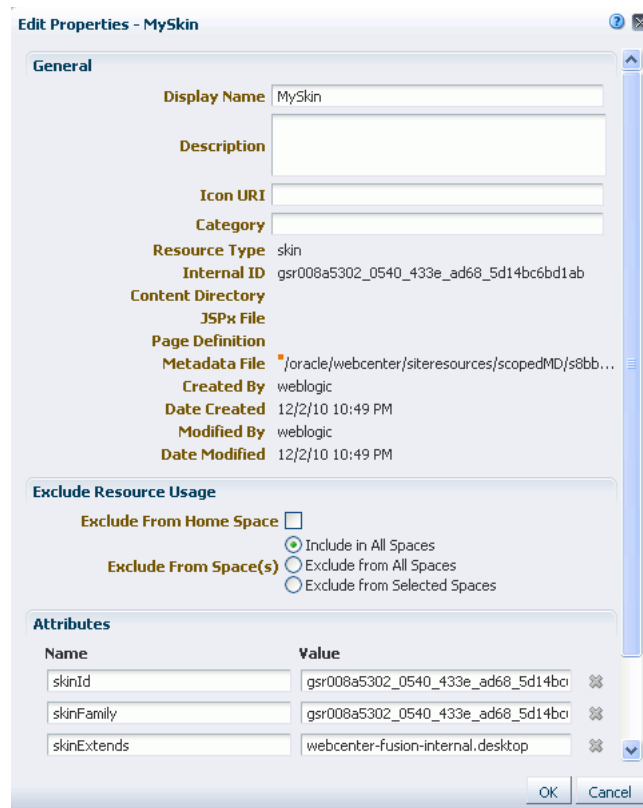 Edit Properties - MySkin
General
Display Name MySkin
Description
Icon URI
Category
Resource Type skin
Internal ID gsr008a5302_0540_433e_ad68_5d14bc6bd1ab
Content Directory
JSPx File
Page Definition
Metadata File /oracle/webcenter/siteresources/scopedMD/s8bb...
Created By weblogic
Date Created 12/2/10 10:49 PM
Modified By weblogic
Date Modified 12/2/10 10:49 PM
Exclude Resource Usage
Exclude From Home Space
Include in All Spaces
Exclude From Space(s) Exclude from All Spaces
Exclude from Selected Spaces
Attributes
Name Value
skinId gsr008a5302_0540_433e_ad68_5d14bc
skinFamily gsr008a5302_0540_433e_ad68_5d14bc
skinExtends webcenter-fusion-internal.desktop
OK Cancel